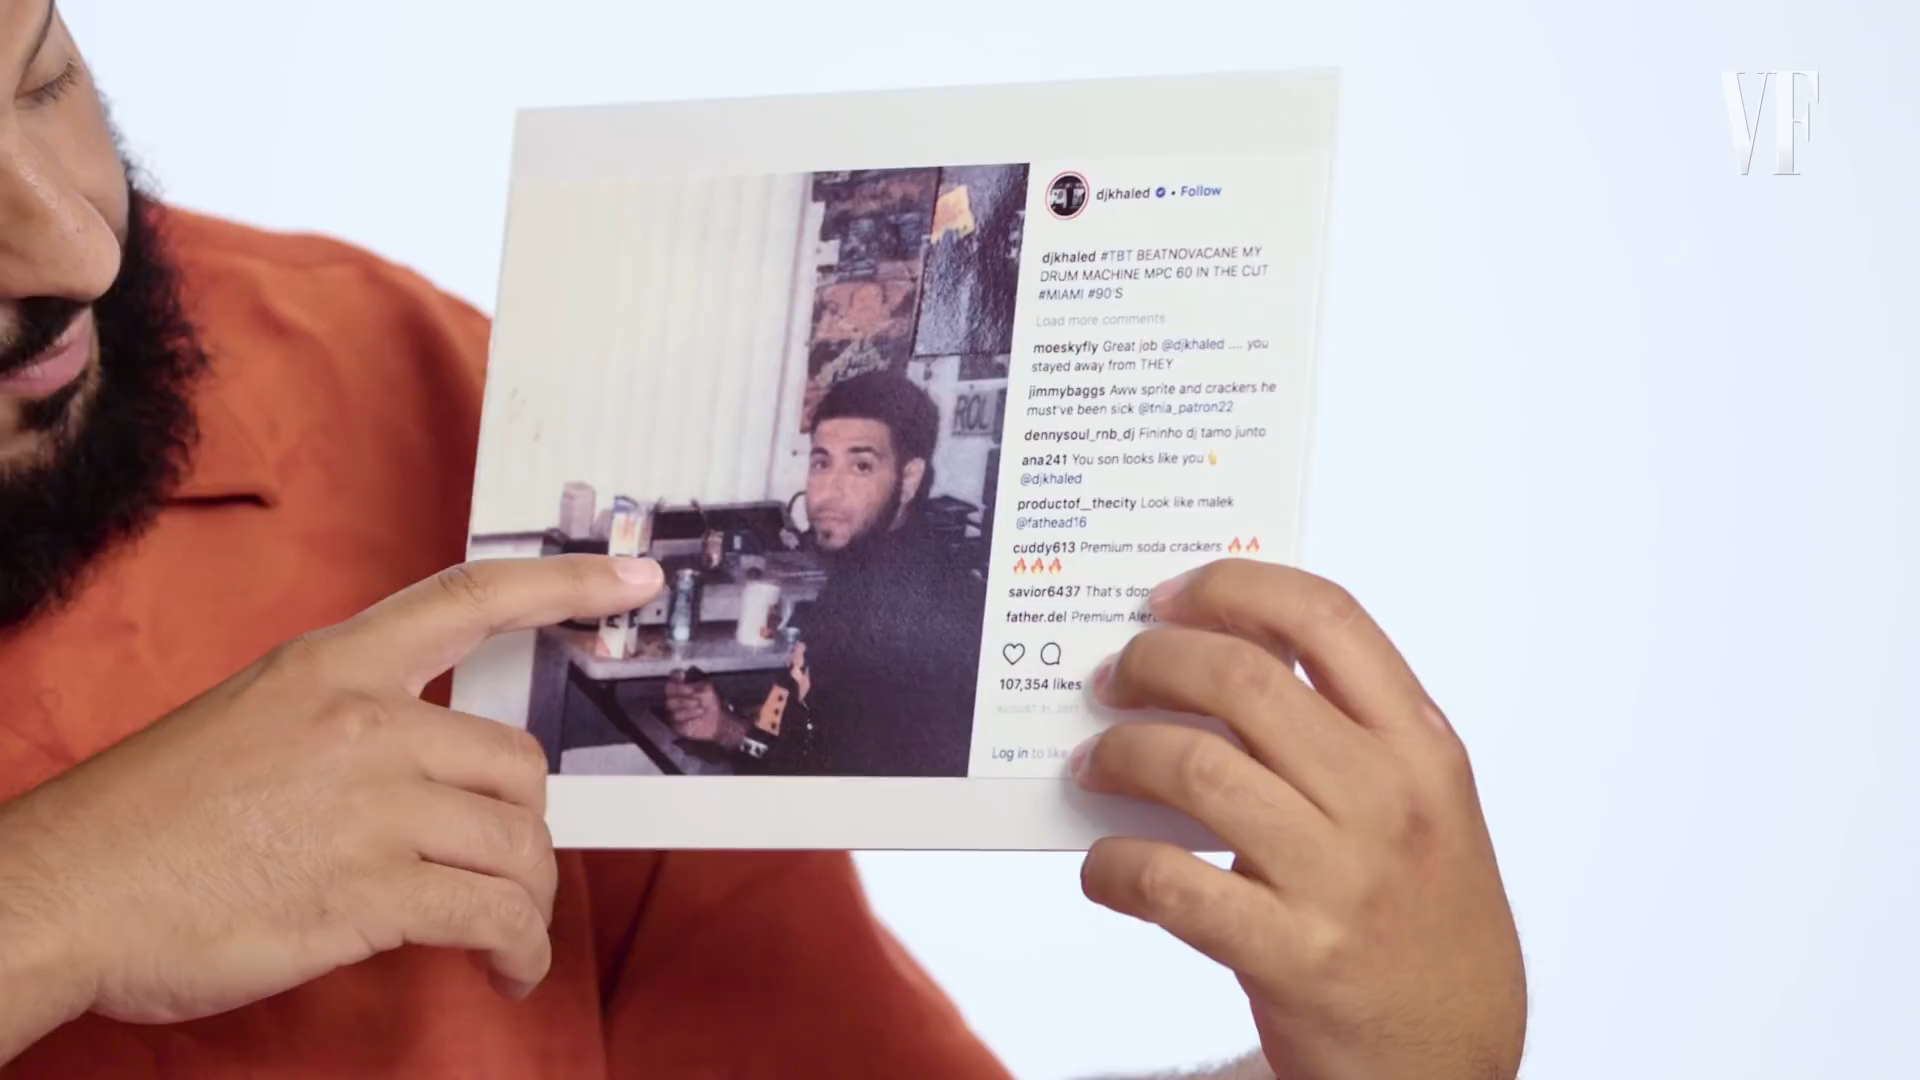 VF
djkhaled • Follow
djkhaled #TBT BEATNOVACANE MY
DRUM MACHINE MPC 60 IN THE CUT
#MIAMI #90'S
Load more comments
moeskyfly Great job @djkhaled .... you
stayed away from THEY
jimmybaggs Aww sprite and crackers he
must've been sick @tnia_patron22
dennysoul_rnb_dj Fininho dj tamo junto
ana241 You son looks like you👆
@djkhaled
productof__thecity Look like malek
@fathead16
cuddy613 Premium soda crackers 🔥🔥
🔥🔥🔥
savior6437 That's dop
father.del Premium Aler
107,354 likes
Log in to like